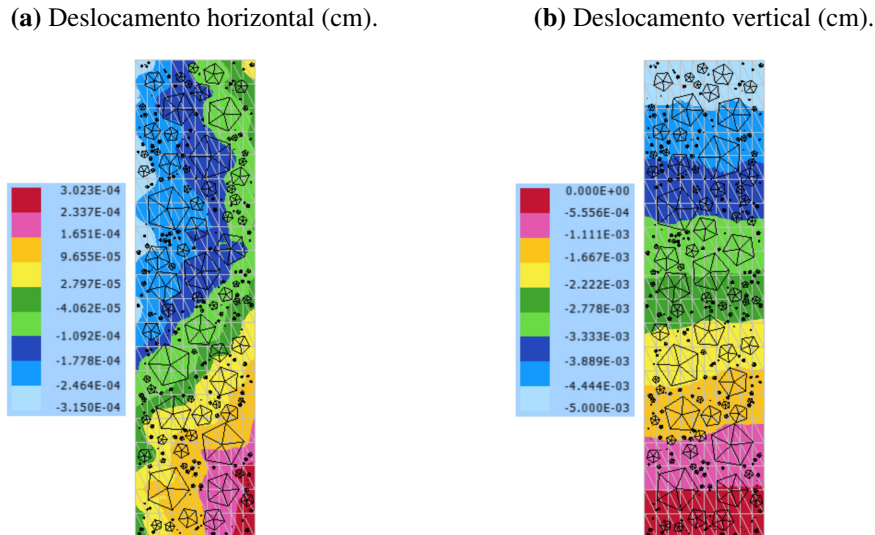 (a) Deslocamento horizontal (cm).
(b) Deslocamento vertical (cm).
3.023E-04
2.337E-04
1.651E-04
9.655E-05
2.797E-05
-4.062E-05
-1.092E-04
-1.778E-04
-2.464E-04
-3.150E-04
0.000E+00
-5.556E-04
-1.111E-03
-1.667E-03
-2.222E-03
-2.778E-03
-3.333E-03
-3.889E-03
-4.444E-03
-5.000E-03